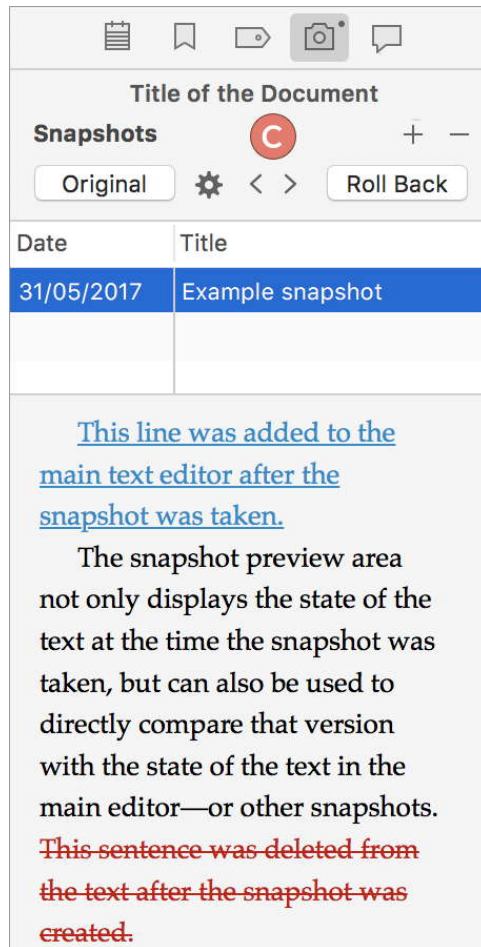 Title of the Document
Snapshots C + −
Original < > Roll Back
Date Title
31/05/2017 Example snapshot
This line was added to the
main text editor after the
snapshot was taken.
The snapshot preview area
not only displays the state of the
text at the time the snapshot was
taken, but can also be used to
directly compare that version
with the state of the text in the
main editor—or other snapshots.
This sentence was deleted from
the text after the snapshot was
created.